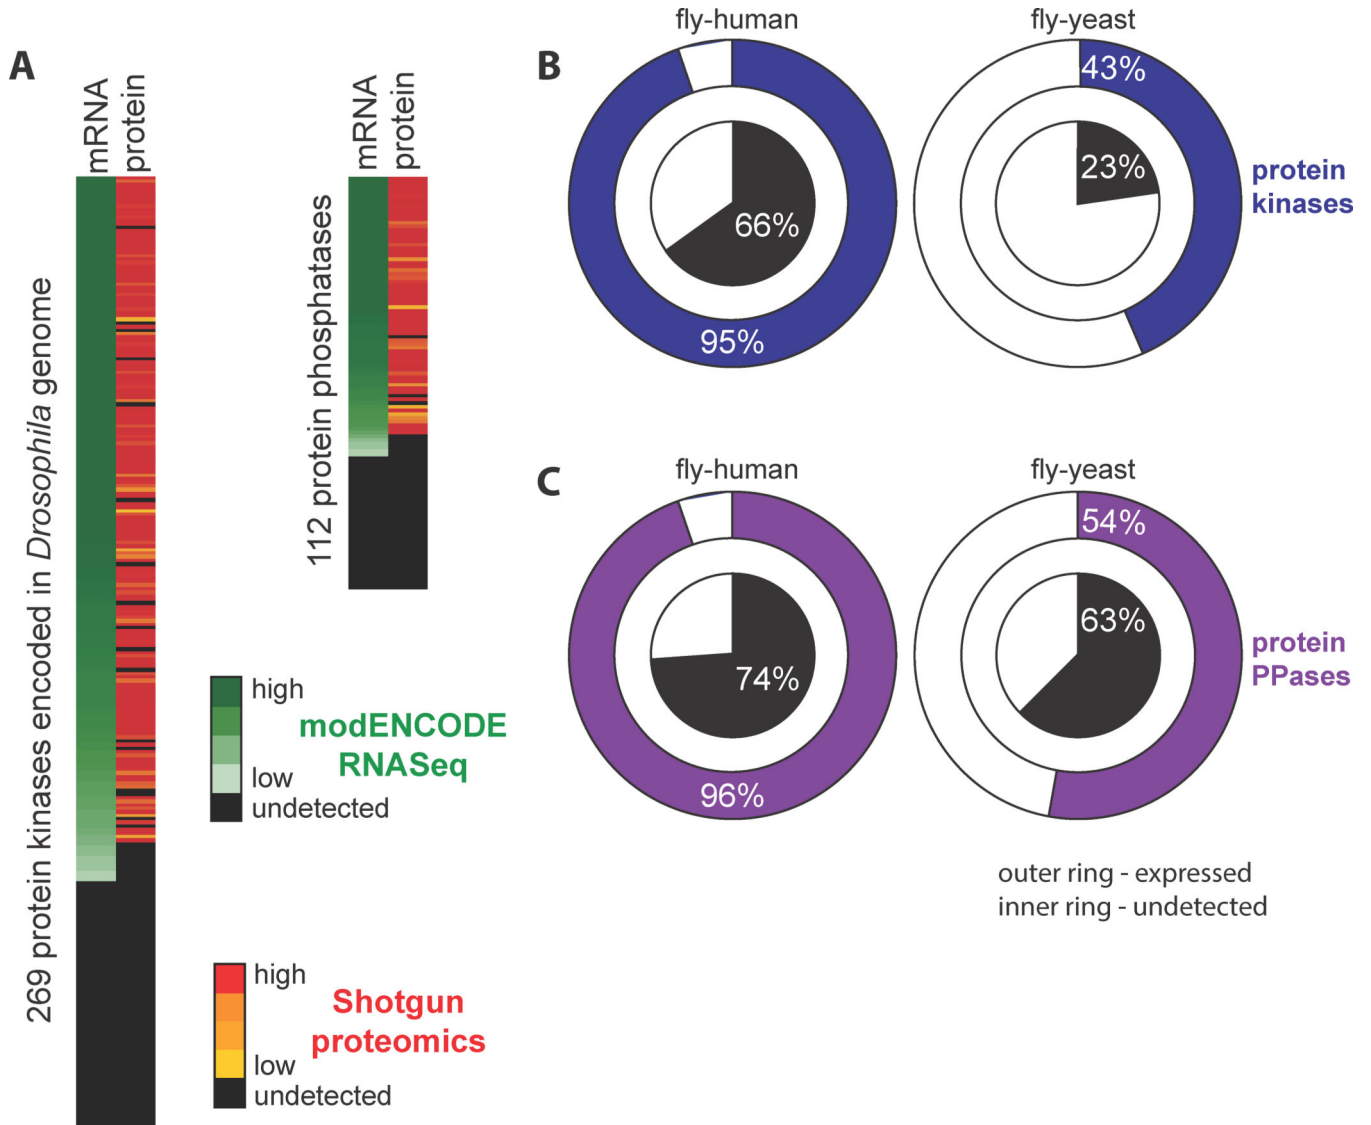 A
mRNA
protein
269 protein kinases encoded in Drosophila genome
mRNA
protein
112 protein phosphatases
high
low
undetected
modENCODE
RNASeq
high
low
undetected
Shotgun
proteomics
B
fly-human
fly-yeast
66%
95%
43%
23%
protein
kinases
C
fly-human
fly-yeast
74%
96%
54%
63%
protein
PPases
outer ring - expressed
inner ring - undetected